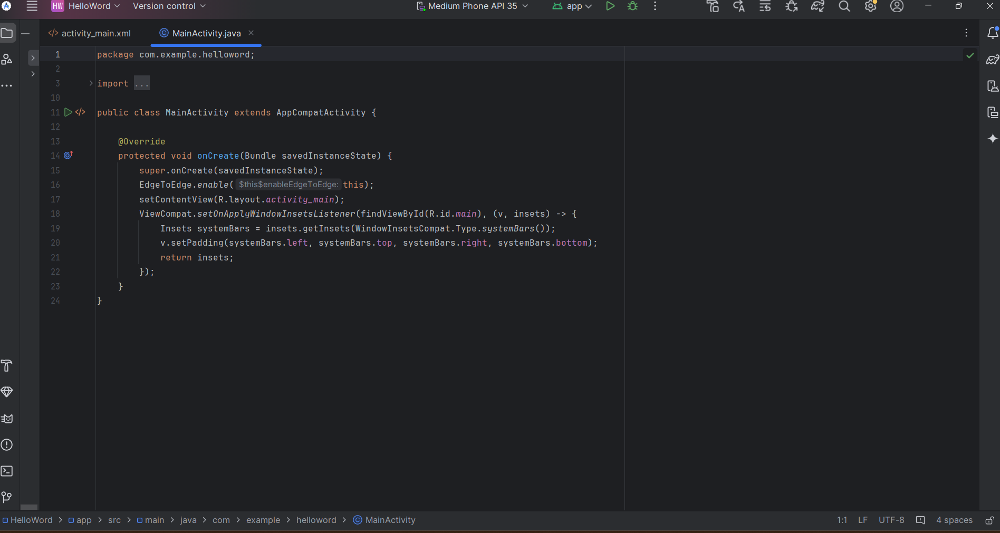 HW HelloWord Version control Medium Phone API 35 app
activity_main.xml MainActivity.java
1 package com.example.helloword;
2
3 import ...
10
11 public class MainActivity extends AppCompatActivity {
12
13 @Override
14 protected void onCreate(Bundle savedInstanceState) {
15 super.onCreate(savedInstanceState);
16 EdgeToEdge.enable( $this$enableEdgeToEdge: this);
17 setContentView(R.layout.activity_main);
18 ViewCompat.setOnApplyWindowInsetsListener(findViewById(R.id.main), (v, insets) -> {
19 Insets systemBars = insets.getInsets(WindowInsetsCompat.Type.systemBars());
20 v.setPadding(systemBars.left, systemBars.top, systemBars.right, systemBars.bottom);
21 return insets;
22 });
23 }
24 }
HelloWord > app > src > main > java > com > example > helloword > MainActivity 1:1 LF UTF-8 4 spaces